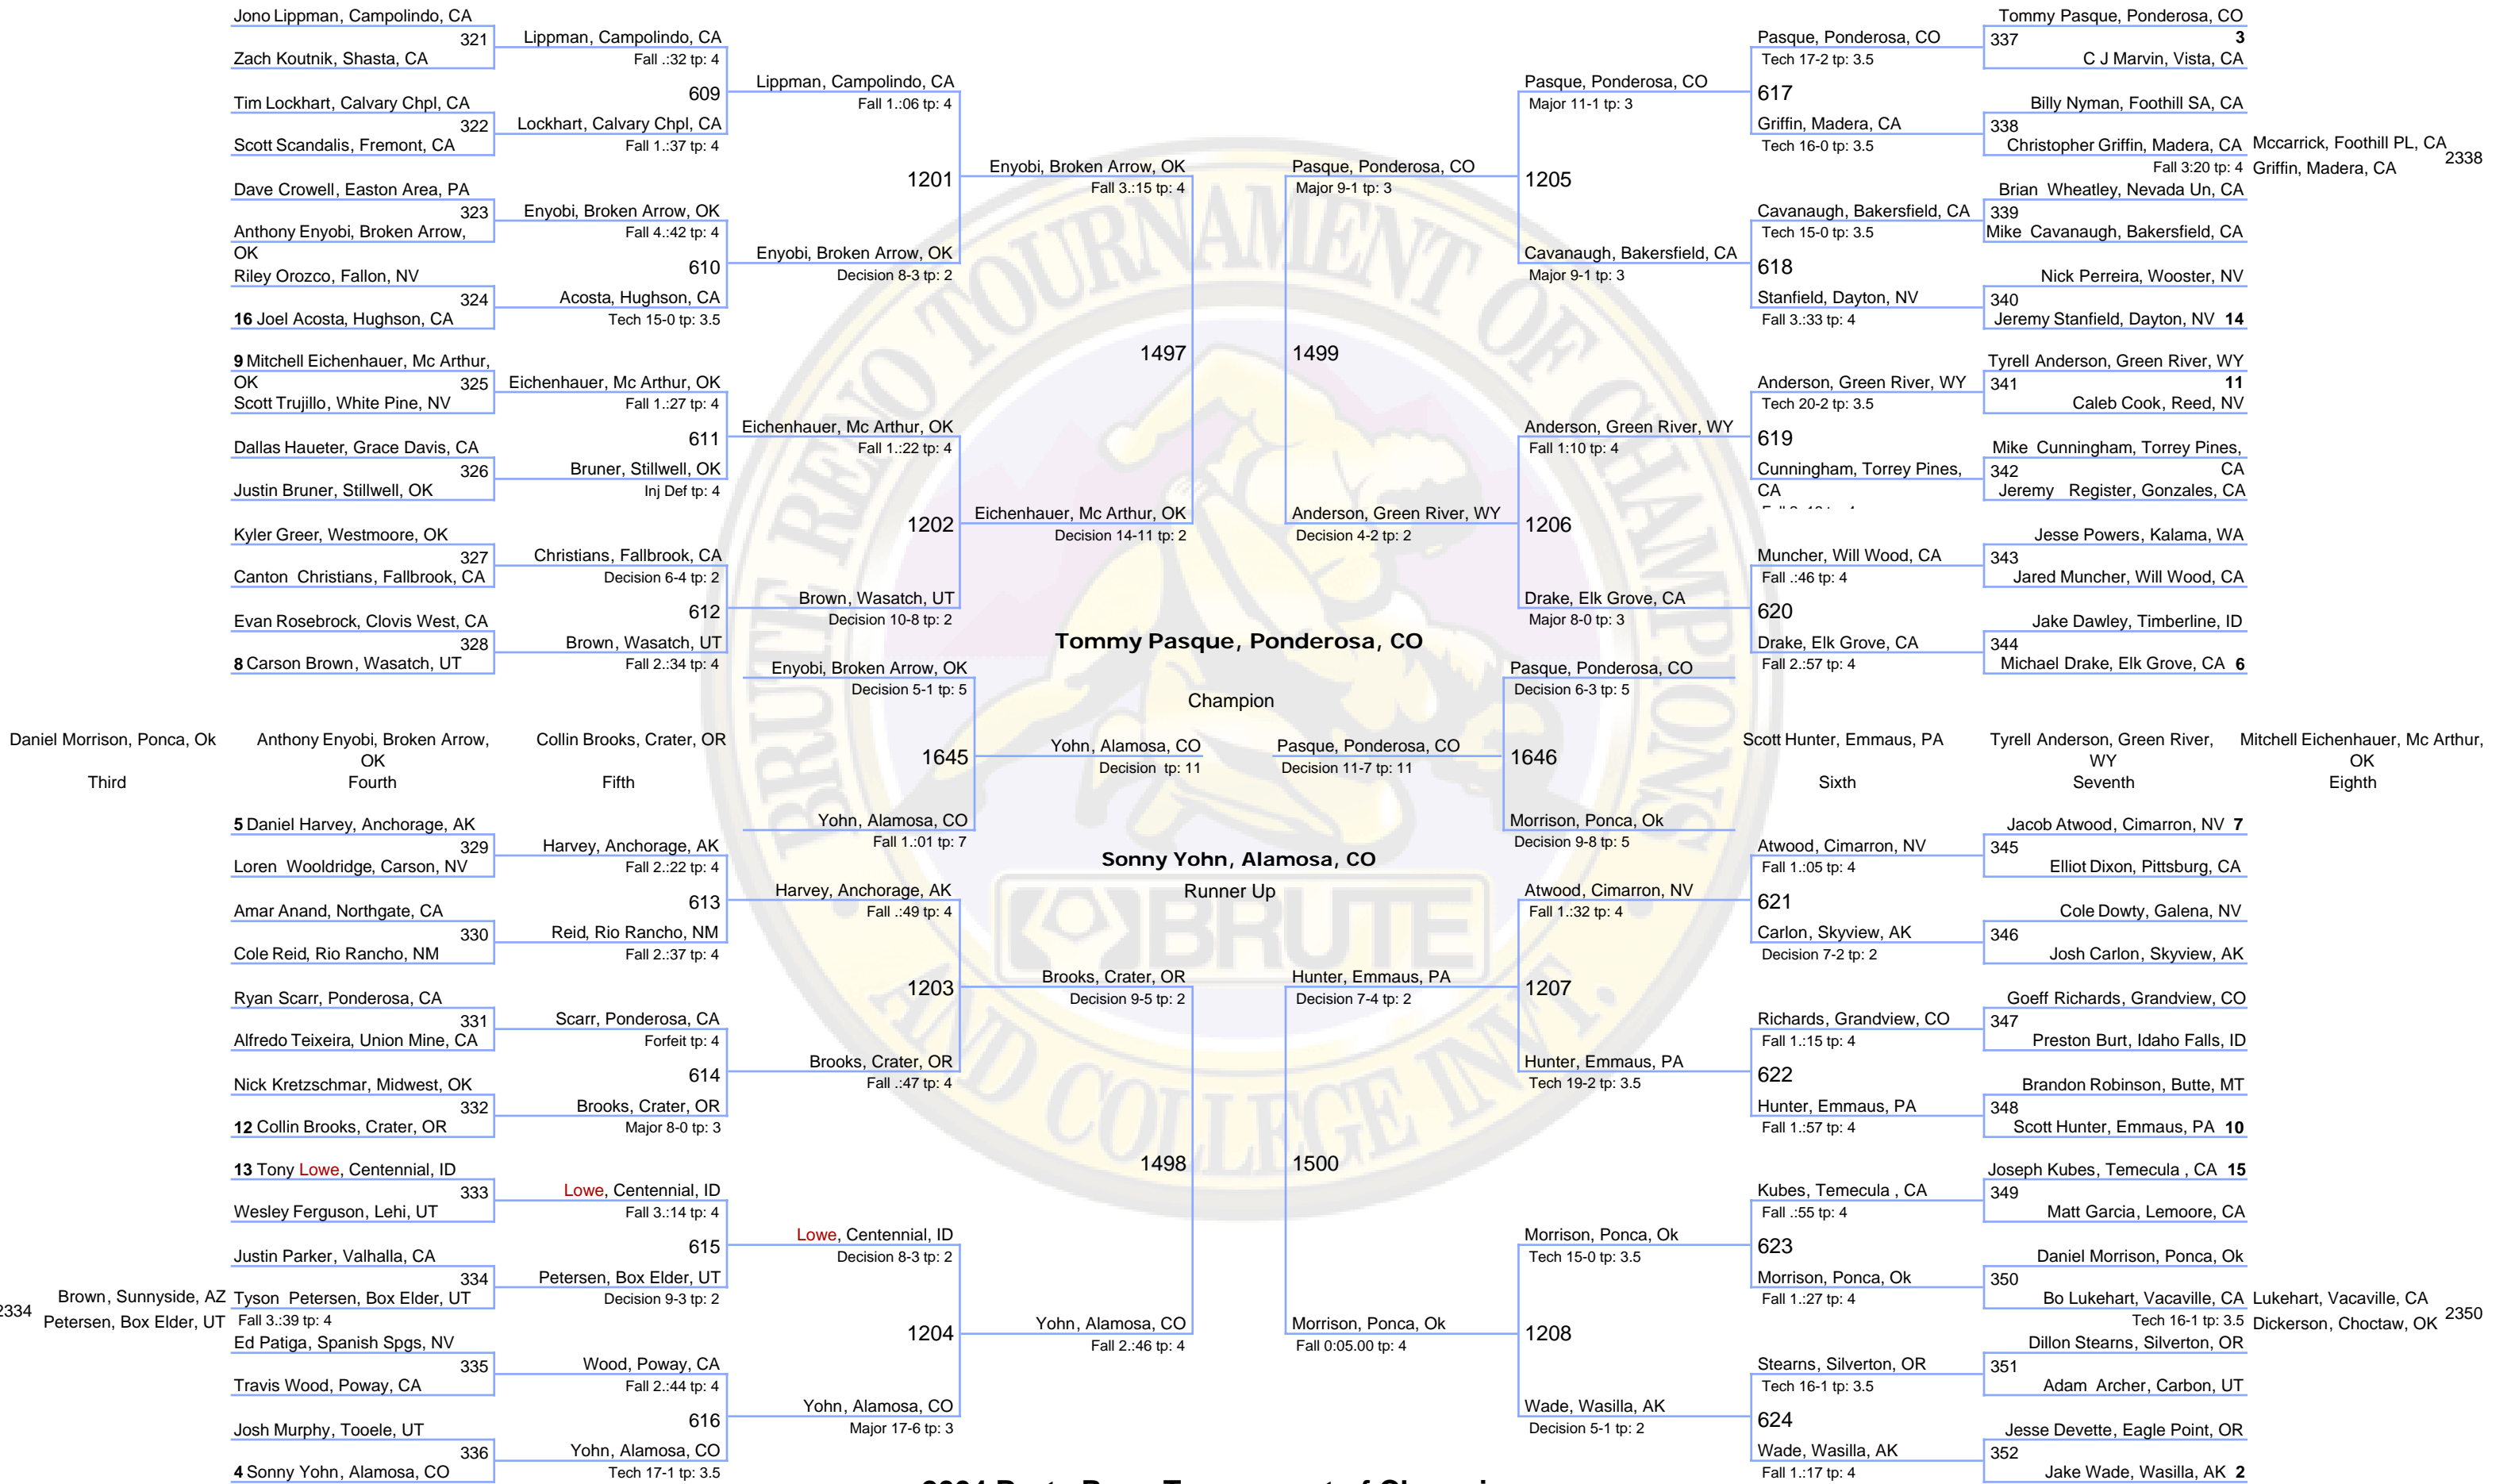 Jono Lippman, Campolindo, CA
321
Zach Koutnik, Shasta, CA
Lippman, Campolindo, CA
Fall .:32 tp: 4
609
Tim Lockhart, Calvary Chpl, CA
322
Scott Scandalis, Fremont, CA
Lockhart, Calvary Chpl, CA
Fall 1.:37 tp: 4
Lippman, Campolindo, CA
Fall 1.:06 tp: 4
1201
Dave Crowell, Easton Area, PA
323
Anthony Enyobi, Broken Arrow,
OK
Enyobi, Broken Arrow, OK
Fall 4.:42 tp: 4
610
Riley Orozco, Fallon, NV
324
16 Joel Acosta, Hughson, CA
Acosta, Hughson, CA
Tech 15-0 tp: 3.5
Enyobi, Broken Arrow, OK
Decision 8-3 tp: 2
Enyobi, Broken Arrow, OK
Fall 3.:15 tp: 4
1497
9 Mitchell Eichenhauer, Mc Arthur,
OK
325
Scott Trujillo, White Pine, NV
Eichenhauer, Mc Arthur, OK
Fall 1.:27 tp: 4
611
Dallas Haueter, Grace Davis, CA
326
Justin Bruner, Stillwell, OK
Bruner, Stillwell, OK
Inj Def tp: 4
Eichenhauer, Mc Arthur, OK
Fall 1.:22 tp: 4
1202
Kyler Greer, Westmoore, OK
327
Canton Christians, Fallbrook, CA
Christians, Fallbrook, CA
Decision 6-4 tp: 2
612
Evan Rosebrock, Clovis West, CA
328
8 Carson Brown, Wasatch, UT
Brown, Wasatch, UT
Fall 2.:34 tp: 4
Brown, Wasatch, UT
Decision 10-8 tp: 2
Eichenhauer, Mc Arthur, OK
Decision 14-11 tp: 2
Tommy Pasque, Ponderosa, CO
3
337
C J Marvin, Vista, CA
Pasque, Ponderosa, CO
Tech 17-2 tp: 3.5
617
Billy Nyman, Foothill SA, CA
338
Christopher Griffin, Madera, CA
Fall 3:20 tp: 4
Mccarrick, Foothill PL, CA
2338
Griffin, Madera, CA
Griffin, Madera, CA
Tech 16-0 tp: 3.5
Pasque, Ponderosa, CO
Major 11-1 tp: 3
1205
Brian Wheatley, Nevada Un, CA
339
Mike Cavanaugh, Bakersfield, CA
Cavanaugh, Bakersfield, CA
Tech 15-0 tp: 3.5
618
Nick Perreira, Wooster, NV
340
Jeremy Stanfield, Dayton, NV 14
Stanfield, Dayton, NV
Fall 3.:33 tp: 4
Cavanaugh, Bakersfield, CA
Major 9-1 tp: 3
Pasque, Ponderosa, CO
Major 9-1 tp: 3
1499
Tyrell Anderson, Green River, WY
11
341
Caleb Cook, Reed, NV
Anderson, Green River, WY
Tech 20-2 tp: 3.5
619
Mike Cunningham, Torrey Pines,
CA
342
Jeremy Register, Gonzales, CA
Cunningham, Torrey Pines,
CA
Anderson, Green River, WY
Fall 1:10 tp: 4
1206
Jesse Powers, Kalama, WA
343
Jared Muncher, Will Wood, CA
Muncher, Will Wood, CA
Fall .:46 tp: 4
620
Jake Dawley, Timberline, ID
344
Michael Drake, Elk Grove, CA 6
Drake, Elk Grove, CA
Fall 2.:57 tp: 4
Drake, Elk Grove, CA
Major 8-0 tp: 3
Anderson, Green River, WY
Decision 4-2 tp: 2
Tommy Pasque, Ponderosa, CO
Champion
Enyobi, Broken Arrow, OK
Decision 5-1 tp: 5
1645
Yohn, Alamosa, CO
Fall 1.:01 tp: 7
Yohn, Alamosa, CO
Decision tp: 11
Pasque, Ponderosa, CO
Decision 11-7 tp: 11
Pasque, Ponderosa, CO
Decision 6-3 tp: 5
1646
Morrison, Ponca, Ok
Decision 9-8 tp: 5
Sonny Yohn, Alamosa, CO
Runner Up
Daniel Morrison, Ponca, Ok
Third
Anthony Enyobi, Broken Arrow,
OK
Fourth
Collin Brooks, Crater, OR
Fifth
Scott Hunter, Emmaus, PA
Sixth
Tyrell Anderson, Green River,
WY
Seventh
Mitchell Eichenhauer, Mc Arthur,
OK
Eighth
5 Daniel Harvey, Anchorage, AK
329
Loren Wooldridge, Carson, NV
Harvey, Anchorage, AK
Fall 2.:22 tp: 4
613
Amar Anand, Northgate, CA
330
Cole Reid, Rio Rancho, NM
Reid, Rio Rancho, NM
Fall 2.:37 tp: 4
Harvey, Anchorage, AK
Fall .:49 tp: 4
1203
Ryan Scarr, Ponderosa, CA
331
Alfredo Teixeira, Union Mine, CA
Scarr, Ponderosa, CA
Forfeit tp: 4
614
Nick Kretzschmar, Midwest, OK
332
12 Collin Brooks, Crater, OR
Brooks, Crater, OR
Major 8-0 tp: 3
Brooks, Crater, OR
Fall .:47 tp: 4
Brooks, Crater, OR
Decision 9-5 tp: 2
1498
13 Tony Lowe, Centennial, ID
333
Wesley Ferguson, Lehi, UT
Lowe, Centennial, ID
Fall 3.:14 tp: 4
615
Justin Parker, Valhalla, CA
334
Tyson Petersen, Box Elder, UT
Fall 3.:39 tp: 4
Brown, Sunnyside, AZ
2334
Petersen, Box Elder, UT
Petersen, Box Elder, UT
Decision 9-3 tp: 2
Lowe, Centennial, ID
Decision 8-3 tp: 2
1204
Ed Patiga, Spanish Spgs, NV
335
Travis Wood, Poway, CA
Wood, Poway, CA
Fall 2.:44 tp: 4
616
Josh Murphy, Tooele, UT
336
4 Sonny Yohn, Alamosa, CO
Yohn, Alamosa, CO
Tech 17-1 tp: 3.5
Yohn, Alamosa, CO
Major 17-6 tp: 3
Yohn, Alamosa, CO
Fall 2.:46 tp: 4
Jacob Atwood, Cimarron, NV 7
345
Elliot Dixon, Pittsburg, CA
Atwood, Cimarron, NV
Fall 1.:05 tp: 4
621
Cole Dowty, Galena, NV
346
Josh Carlon, Skyview, AK
Carlon, Skyview, AK
Decision 7-2 tp: 2
Atwood, Cimarron, NV
Fall 1.:32 tp: 4
1207
Goeff Richards, Grandview, CO
347
Preston Burt, Idaho Falls, ID
Richards, Grandview, CO
Fall 1.:15 tp: 4
622
Brandon Robinson, Butte, MT
348
Scott Hunter, Emmaus, PA 10
Hunter, Emmaus, PA
Fall 1.:57 tp: 4
Hunter, Emmaus, PA
Tech 19-2 tp: 3.5
Hunter, Emmaus, PA
Decision 7-4 tp: 2
1500
Joseph Kubes, Temecula , CA 15
349
Matt Garcia, Lemoore, CA
Kubes, Temecula , CA
Fall .:55 tp: 4
623
Daniel Morrison, Ponca, Ok
350
Bo Lukehart, Vacaville, CA
Tech 16-1 tp: 3.5
Lukehart, Vacaville, CA
2350
Dickerson, Choctaw, OK
Morrison, Ponca, Ok
Fall 1.:27 tp: 4
Morrison, Ponca, Ok
Tech 15-0 tp: 3.5
1208
Dillon Stearns, Silverton, OR
351
Adam Archer, Carbon, UT
Stearns, Silverton, OR
Tech 16-1 tp: 3.5
624
Jesse Devette, Eagle Point, OR
352
Jake Wade, Wasilla, AK 2
Wade, Wasilla, AK
Fall 1.:17 tp: 4
Wade, Wasilla, AK
Decision 5-1 tp: 2
Morrison, Ponca, Ok
Fall 0:05.00 tp: 4
BRUTE RENO TOURNAMENT OF CHAMPIONS
AND COLLEGE INVT.
BRUTE